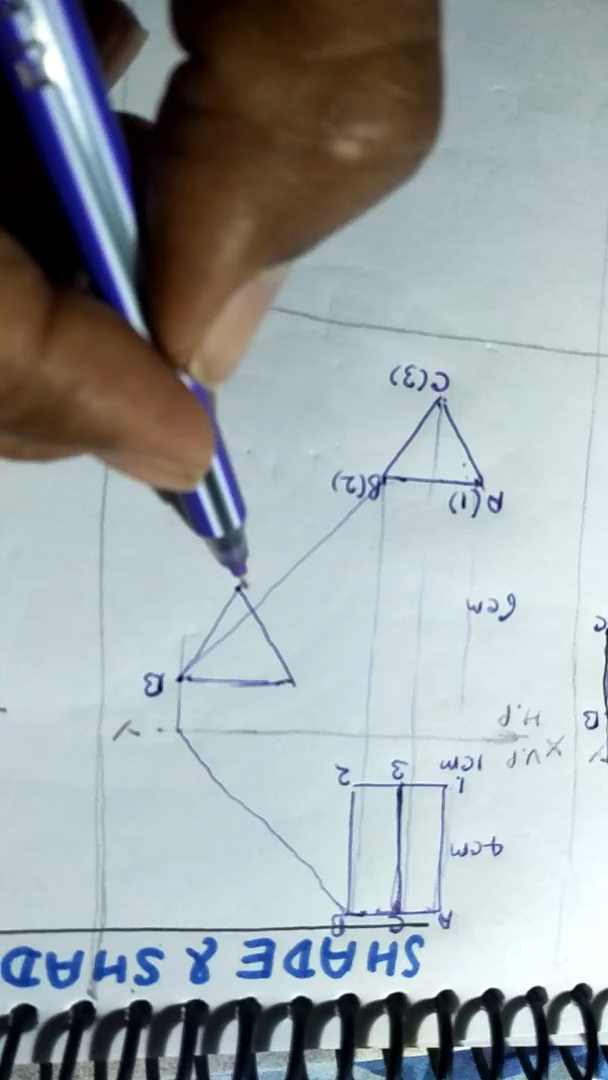 SHADE & SHAD
A C B
4cm
1 3 2
1cm
X V.P Y
H.P
B
B
6cm
C
A(1) B(2)
C(3)